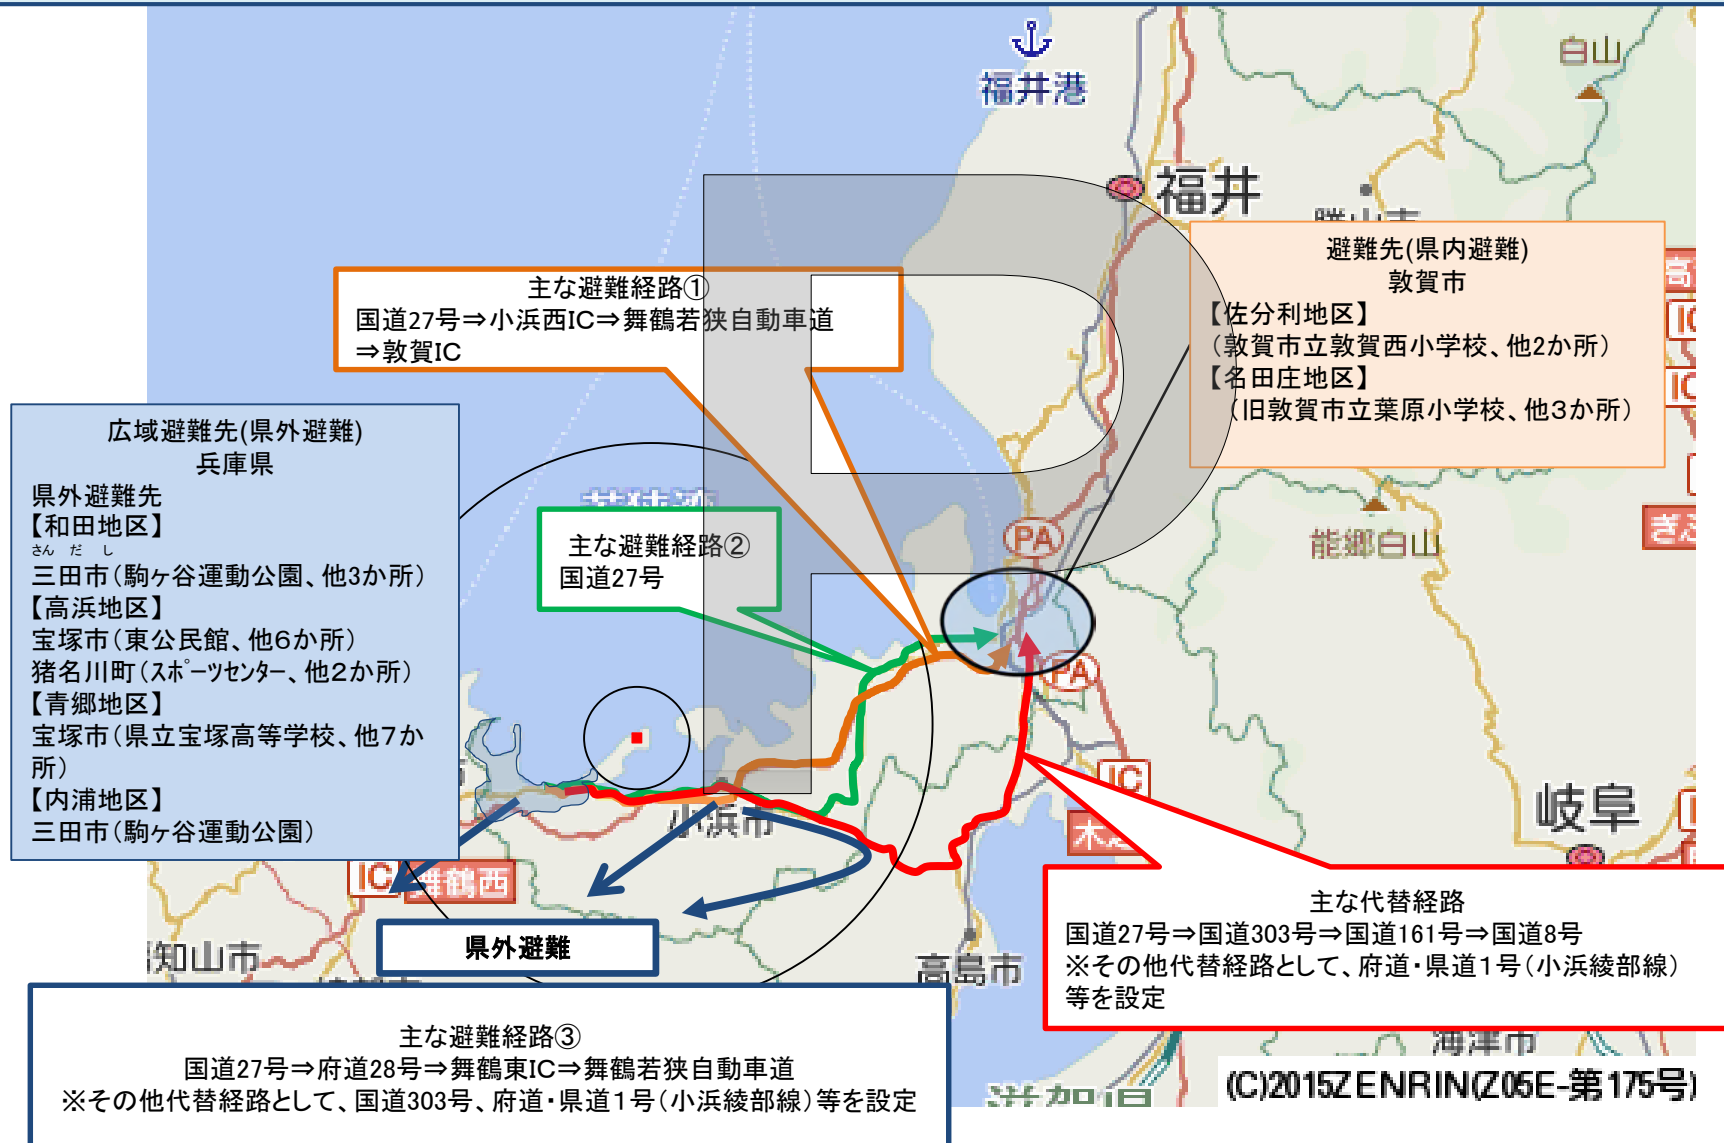 福井港
白山
福井
避難先(県内避難)
敦賀市
【佐分利地区】
(敦賀市立敦賀西小学校、他2か所)
【名田庄地区】
(旧敦賀市立葉原小学校、他3か所)
主な避難経路①
国道27号⇒小浜西IC⇒舞鶴若狭自動車道
⇒敦賀IC
広域避難先(県外避難)
兵庫県
県外避難先
【和田地区】
さんだし
三田市(駒ヶ谷運動公園、他3か所)
【高浜地区】
宝塚市(東公民館、他6か所)
猪名川町(スポーツセンター、他2か所)
【青郷地区】
宝塚市(県立宝塚高等学校、他7か
所)
【内浦地区】
三田市(駒ヶ谷運動公園)
主な避難経路②
国道27号
PA
能郷白山
PA
IC
小浜市
岐阜
IC
舞鶴西
県外避難
知山市
高島市
主な代替経路
国道27号⇒国道303号⇒国道161号⇒国道8号
※その他代替経路として、府道・県道1号(小浜綾部線)
等を設定
主な避難経路③
国道27号⇒府道28号⇒舞鶴東IC⇒舞鶴若狭自動車道
※その他代替経路として、国道303号、府道・県道1号(小浜綾部線)等を設定
海津市
滋賀県
(C)2015ZENRIN(Z05E-第175号)